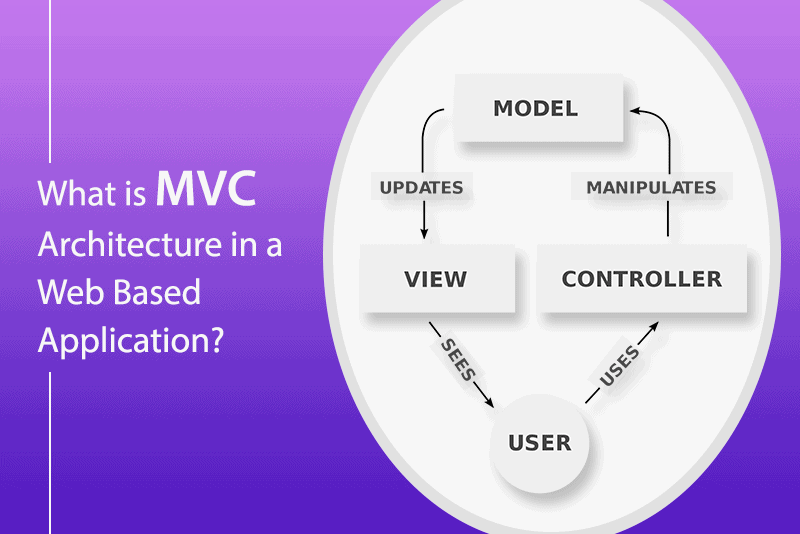 What is MVC
Architecture in a
Web Based
Application?
MODEL
UPDATES
MANIPULATES
VIEW
CONTROLLER
SEES
USES
USER